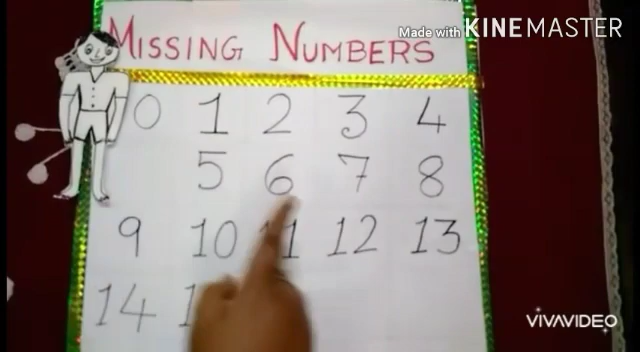 Made with KINEMASTER
MISSING NUMBERS
0 1 2 3 4
5 6 7 8
9 10 11 12 13
14
VIVAVIDEO